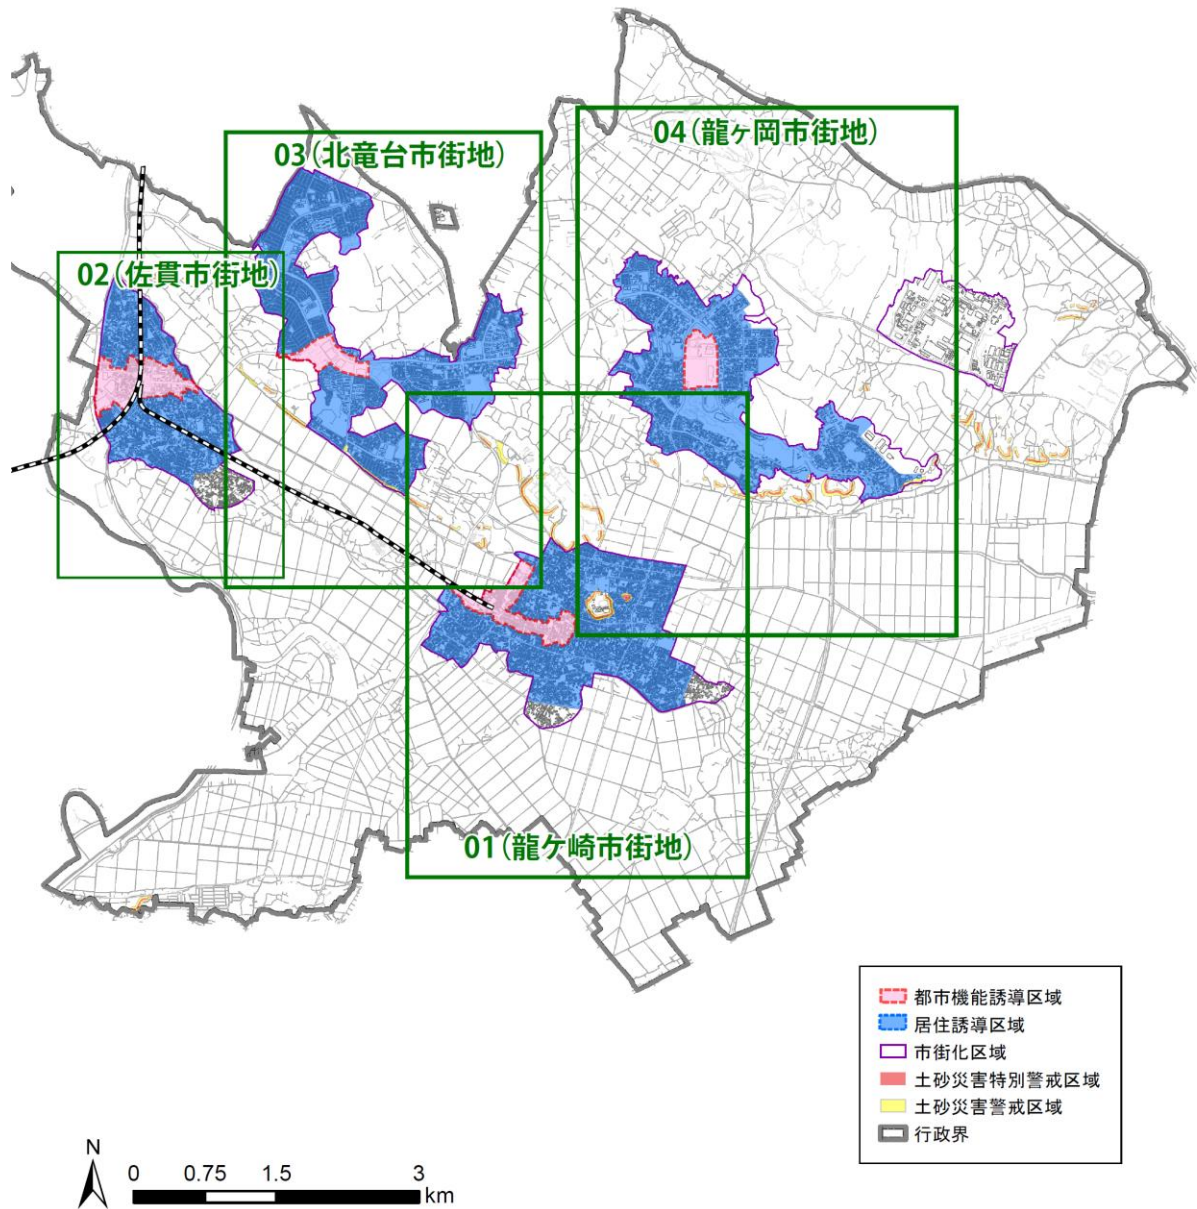 04(龍ヶ岡市街地)
03(北竜台市街地)
02(佐貫市街地)
01(龍ケ崎市街地)
都市機能誘導区域
居住誘導区域
市街化区域
土砂災害特別警戒区域
土砂災害警戒区域
行政界
N
0 0.75 1.5 3
km